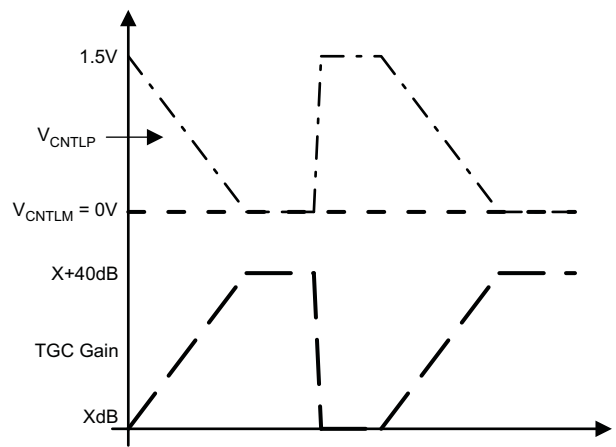 1.5V
VCNTLP
VCNTLM = 0V
X+40dB
TGC Gain
XdB